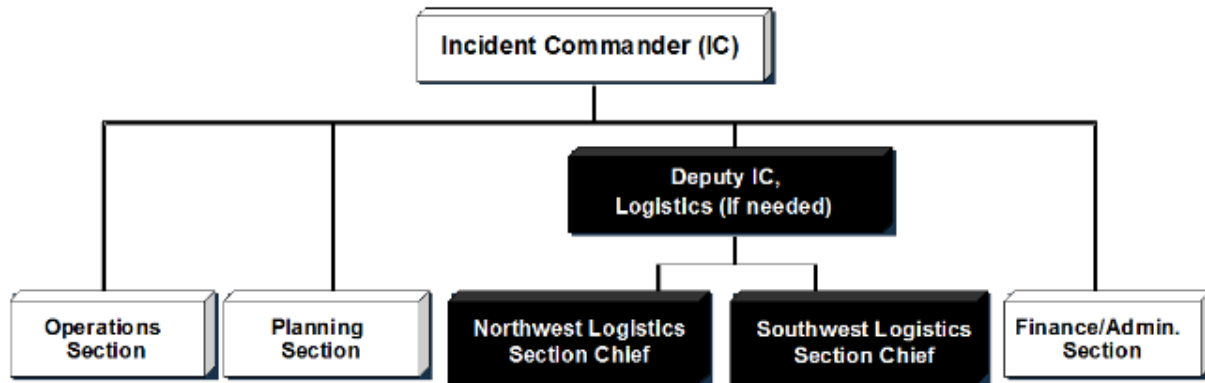 Incident Commander (IC)
Deputy IC,
Logistics (if needed)
Operations
Section
Planning
Section
Northwest Logistics
Section Chief
Southwest Logistics
Section Chief
Finance/Admin.
Section